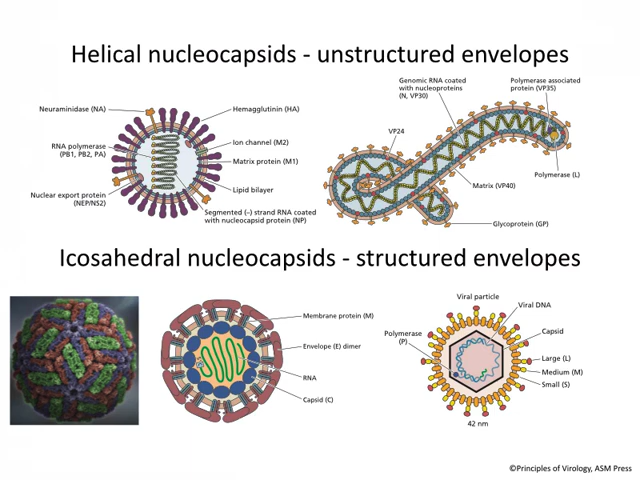 Helical nucleocapsids - unstructured envelopes
Neuraminidase (NA)
RNA polymerase
(PB1, PB2, PA)
Nuclear export protein
(NEP/NS2)
Hemagglutinin (HA)
Ion channel (M2)
Matrix protein (M1)
Lipid bilayer
Segmented (–) strand RNA coated
with nucleocapsid protein (NP)
Genomic RNA coated
with nucleoproteins
(N, VP30)
Polymerase associated
protein (VP35)
VP24
Polymerase (L)
Matrix (VP40)
Glycoprotein (GP)
Icosahedral nucleocapsids - structured envelopes
Membrane protein (M)
Envelope (E) dimer
RNA
Capsid (C)
Viral particle
Viral DNA
Polymerase
(P)
Capsid
Large (L)
Medium (M)
Small (S)
42 nm
©Principles of Virology, ASM Press